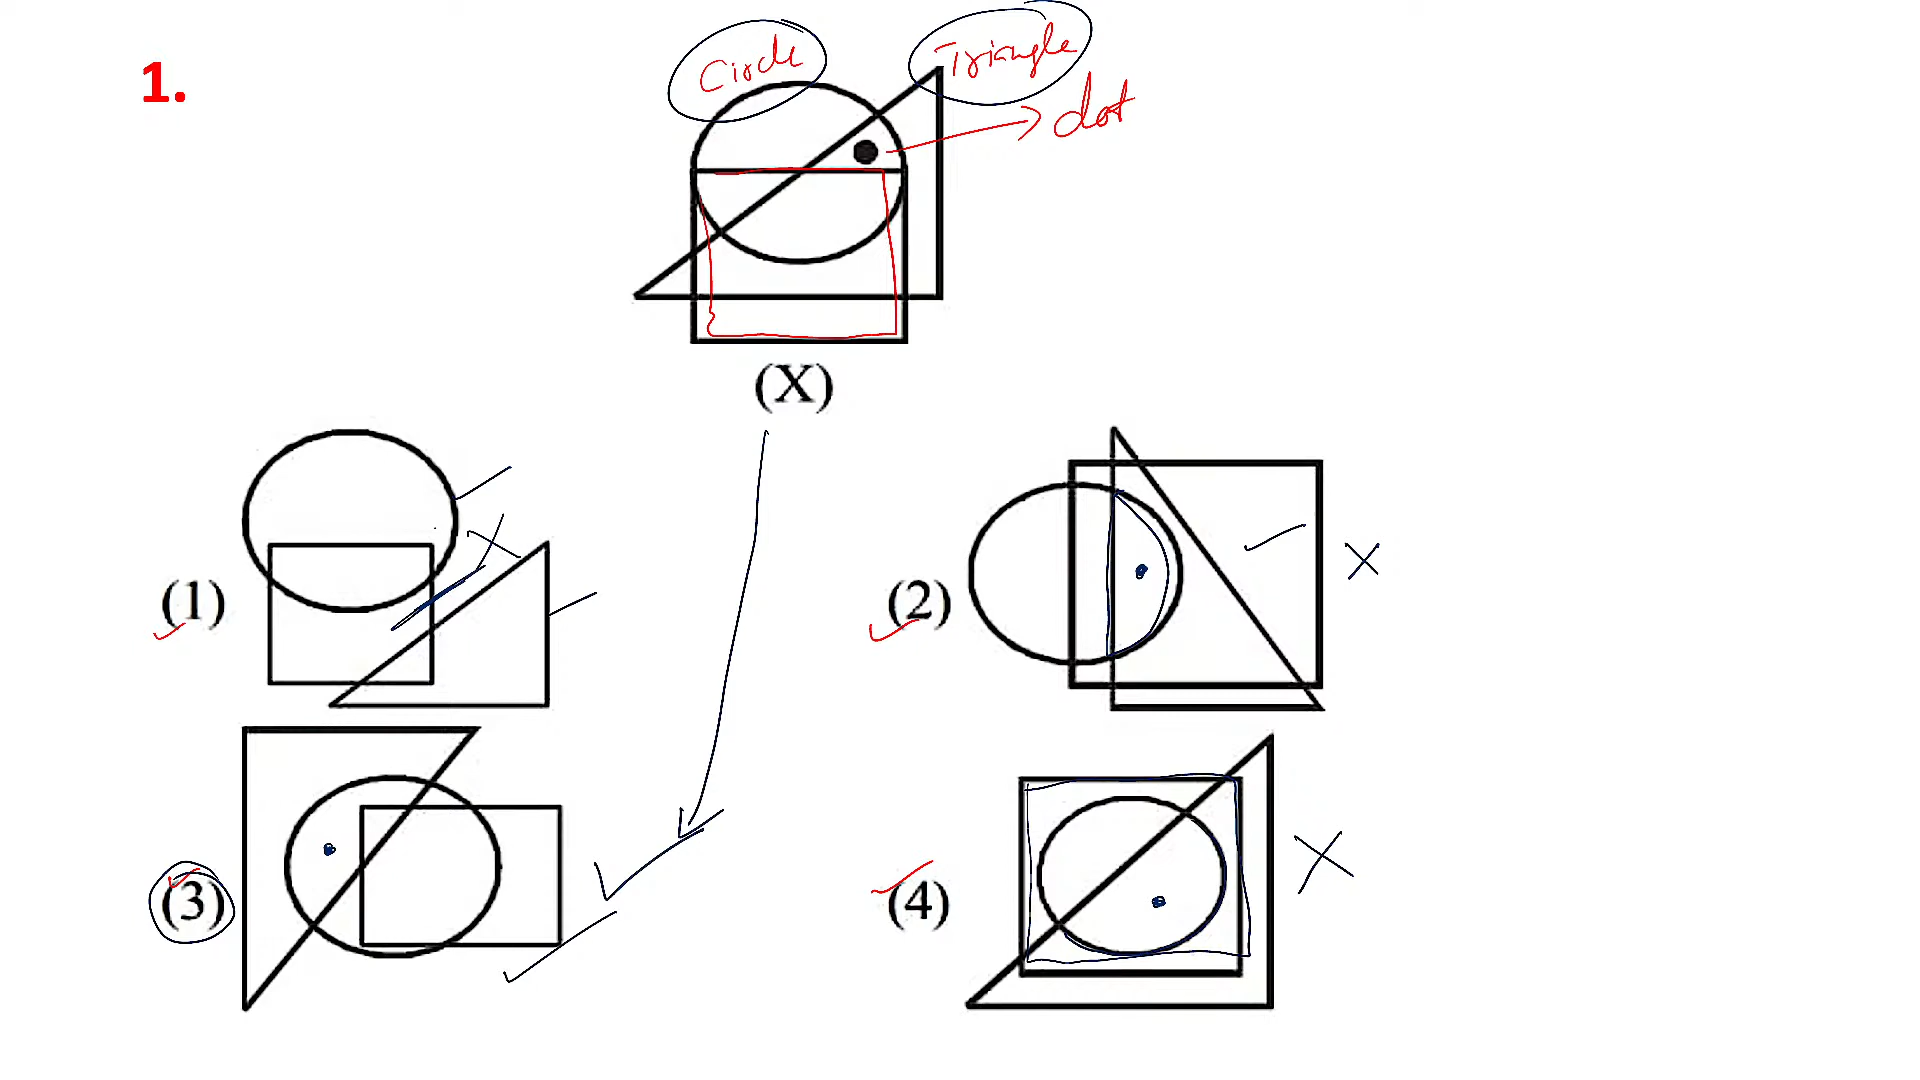 1.
Circle
Triangle
dot
(X)
(1)
(2)
(3)
(4)